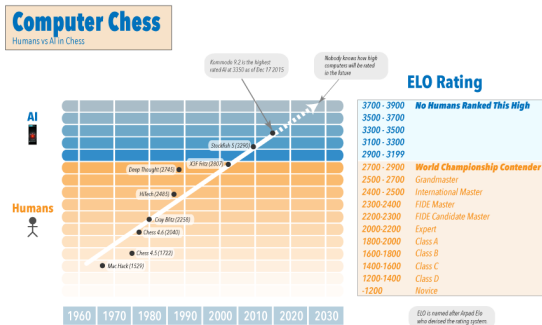 Computer Chess
Humans vs AI in Chess
Kommodo 9.2 is the highest
rated AI at 3350 as of Dec 17 2015
Nobody knows how high
computers will be rated
in the future
ELO Rating
AI
Humans
3700 - 3900 No Humans Ranked This High
3500 - 3700
3300 - 3500
3100 - 3300
2900 - 3199
2700 - 2900 World Championship Contender
2500 - 2700 Grandmaster
2400 - 2500 International Master
2300-2400 FIDE Master
2200-2300 FIDE Candidate Master
2000-2200 Expert
1800-2000 Class A
1600-1800 Class B
1400-1600 Class C
1200-1400 Class D
-1200 Novice
Stockfish 5 (3290)
Fritz (2807)
Deep Thought (2745)
HiTech (2485)
Cray Blitz (2258)
Chess 4.6 (2040)
Chess 4.5 (1722)
Mac Hack (1529)
1960
1970
1980
1990
2000
2010
2020
2030
ELO is named after Arpad Elo
who devised the rating system.